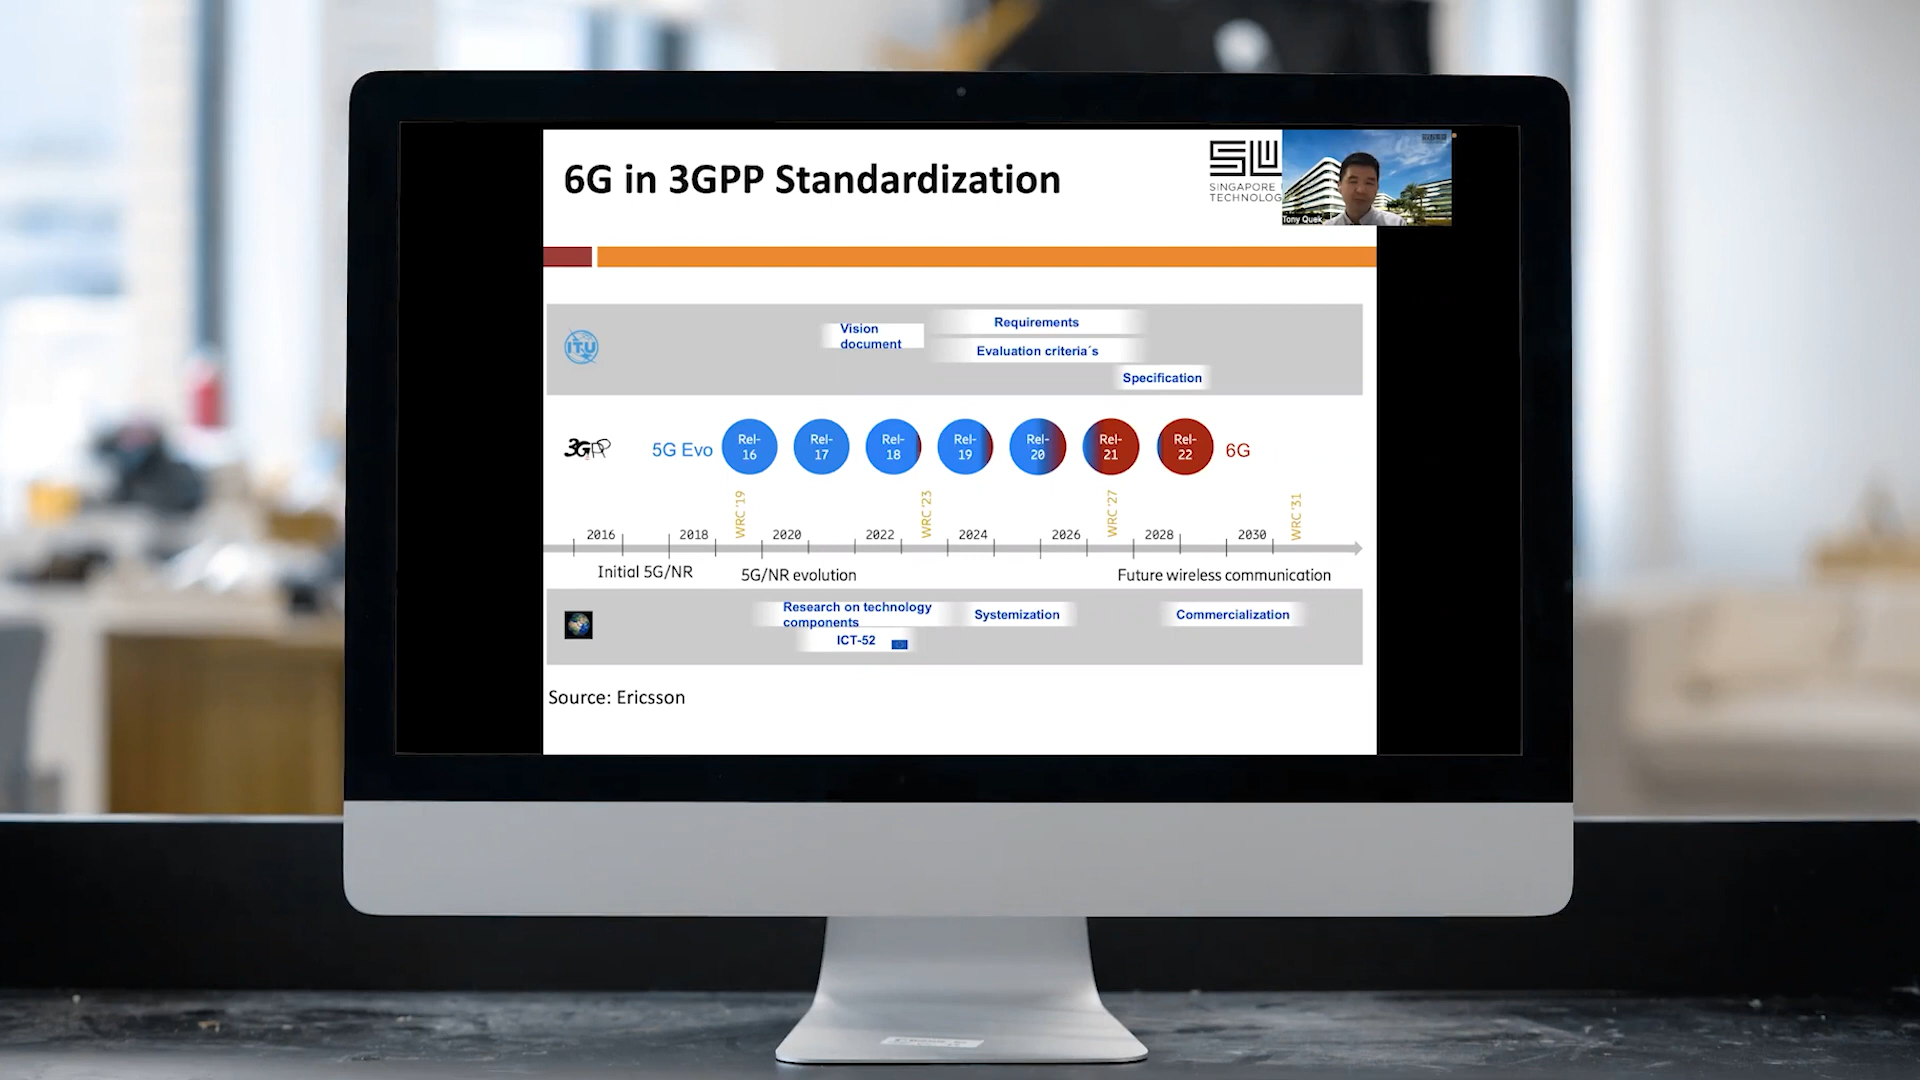 6G in 3GPP Standardization
SINGAPORE
TECHNOLOG
Tony Quek
ITU
Vision
document
Requirements
Evaluation criteria´s
Specification
3GPP
5G Evo
Rel-
16
Rel-
17
Rel-
18
Rel-
19
Rel-
20
Rel-
21
Rel-
22
6G
WRC '19
WRC '23
WRC '27
WRC '31
2016
2018
2020
2022
2024
2026
2028
2030
Initial 5G/NR
5G/NR evolution
Future wireless communication
Research on technology
components
Systemization
Commercialization
ICT-52
Source: Ericsson